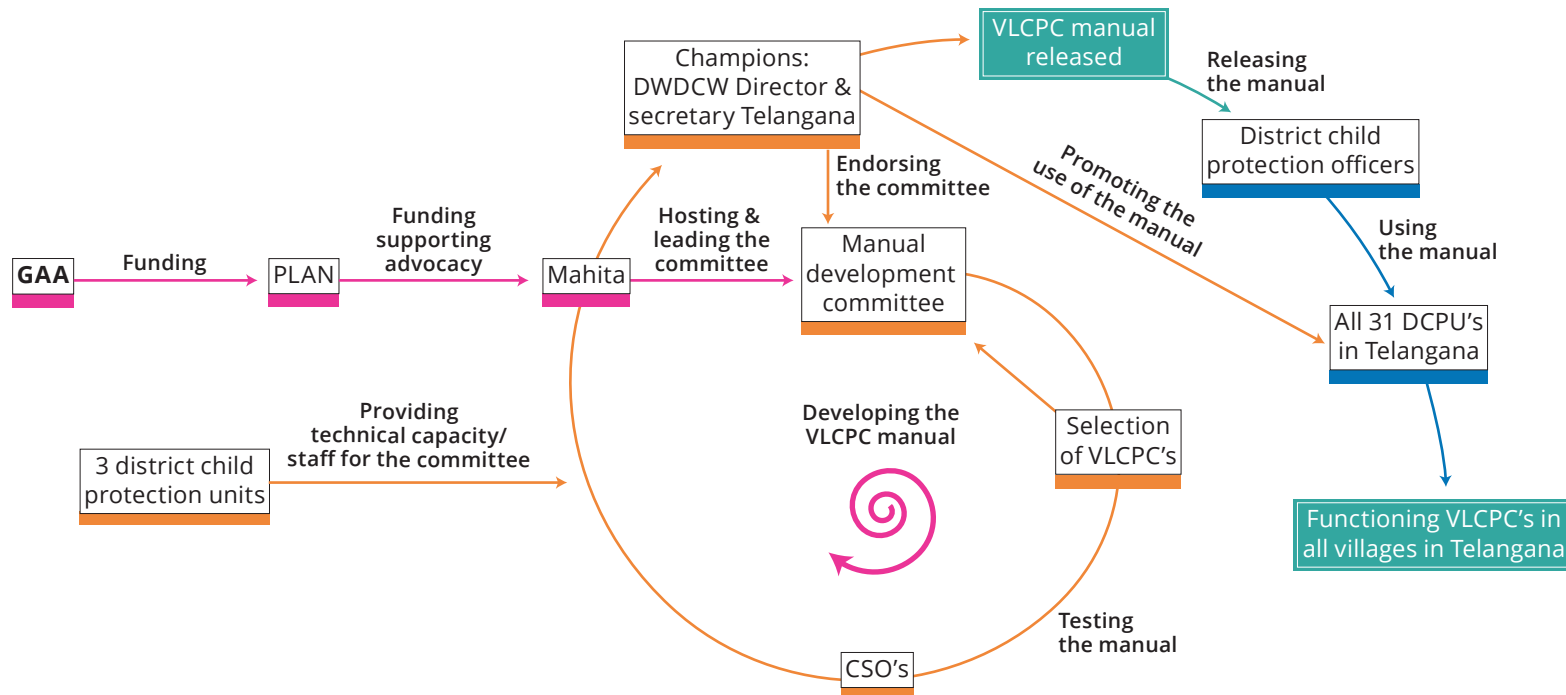 VLCPC manual
released
Champions:
DWDCW Director &
secretary Telangana
Releasing
the manual
District child
protection officers
Endorsing
the committee
Promoting the
use of the manual
Funding
supporting
advocacy
Hosting &
leading the
committee
Using
the manual
GAA
Funding
PLAN
Mahita
Manual
development
committee
All 31 DCPU’s
in Telangana
Providing
technical capacity/
staff for the committee
Developing the
VLCPC manual
Selection
of VLCPC’s
3 district child
protection units
Functioning VLCPC’s in
all villages in Telangana
Testing
the manual
CSO’s